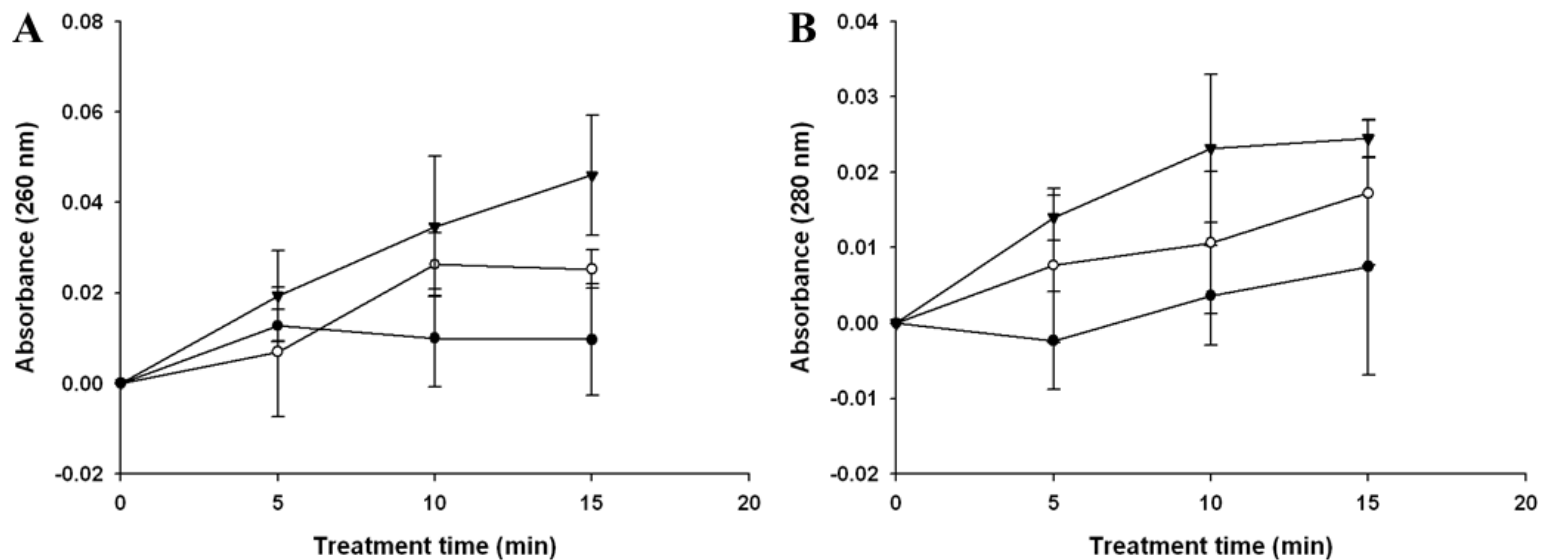 A
Absorbance (260 nm)
0.08
0.06
0.04
0.02
0.00
-0.02
0 5 10 15 20
Treatment time (min)
B
Absorbance (280 nm)
0.04
0.03
0.02
0.01
0.00
-0.01
-0.02
0 5 10 15 20
Treatment time (min)